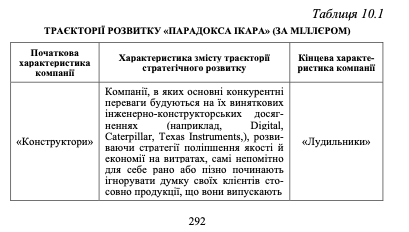 Таблиця 10.1
ТРАЄКТОРІЇ РОЗВИТКУ «ПАРАДОКСА ІКАРА» (ЗА МІЛЛЄРОМ)
Початкова
характеристика
компанії
Характеристика змісту траєкторії
стратегічного розвитку
Кінцева характе-
ристика компанії
«Конструктори»
Компанії, в яких основні конкурентні
переваги будуються на їх виняткових
інженерно-конструкторських досяг-
неннях (наприклад, Digital,
Caterpillar, Texas Instruments,), розви-
ваючи стратегії поліпшення якості й
економії на витратах, самі непомітно
для себе рано або пізно починають
ігнорувати думку своїх клієнтів сто-
совно продукції, що вони випускають
«Лудильники»
292